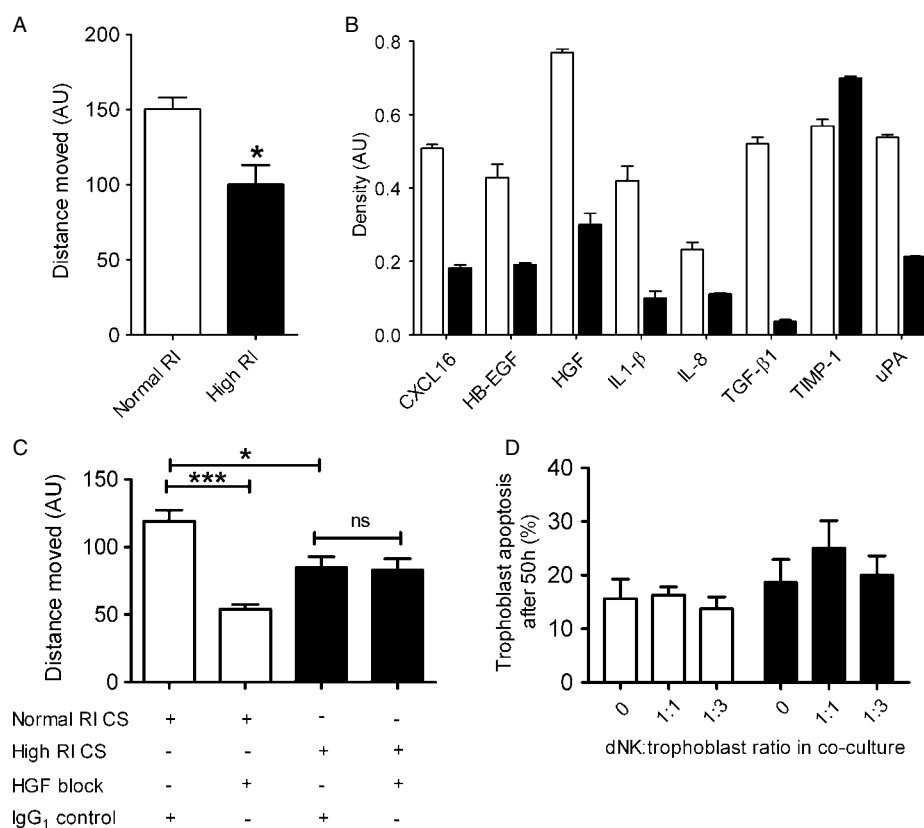 A
Distance moved (AU)
200
150
100
50
0
*
Normal RI
High RI
B
Density (AU)
0.8
0.6
0.4
0.2
0.0
CXCL16
HB-EGF
HGF
IL1-β
IL-8
TGF-β1
TIMP-1
uPA
C
Distance moved (AU)
150
100
50
0
*
***
ns
Normal RI CS + + - -
High RI CS - - + +
HGF block - + - +
IgG1 control + - + -
D
Trophoblast apoptosis
after 50h (%)
40
30
20
10
0
0 1:1 1:3 0 1:1 1:3
dNK:trophoblast ratio in co-culture